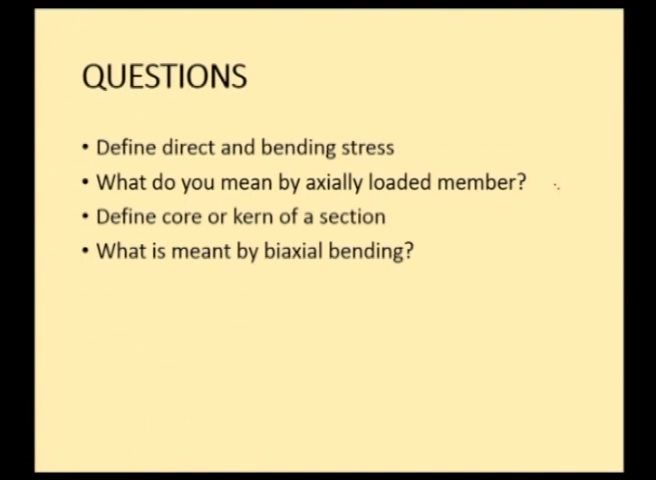 QUESTIONS
• Define direct and bending stress
• What do you mean by axially loaded member?
• Define core or kern of a section
• What is meant by biaxial bending?